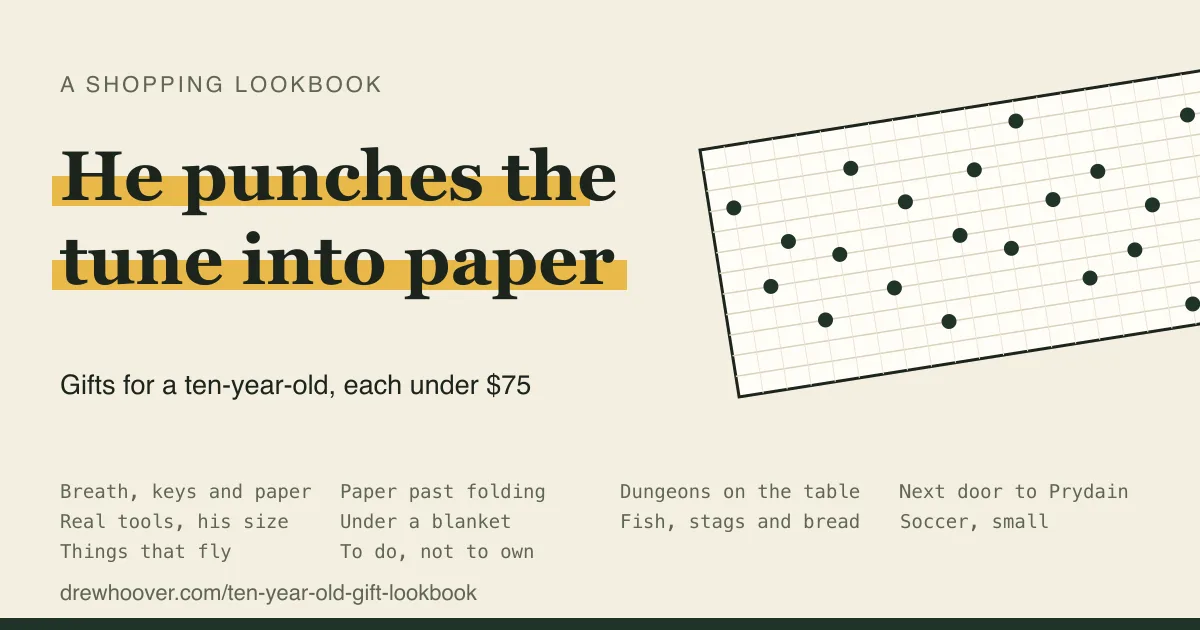 A SHOPPING LOOKBOOK
He punches the
tune into paper
Gifts for a ten-year-old, each under $75
Breath, keys and paper
Real tools, his size
Things that fly
Paper past folding
Under a blanket
To do, not to own
Dungeons on the table
Fish, stags and bread
Next door to Prydain
Soccer, small
drewhoover.com/ten-year-old-gift-lookbook